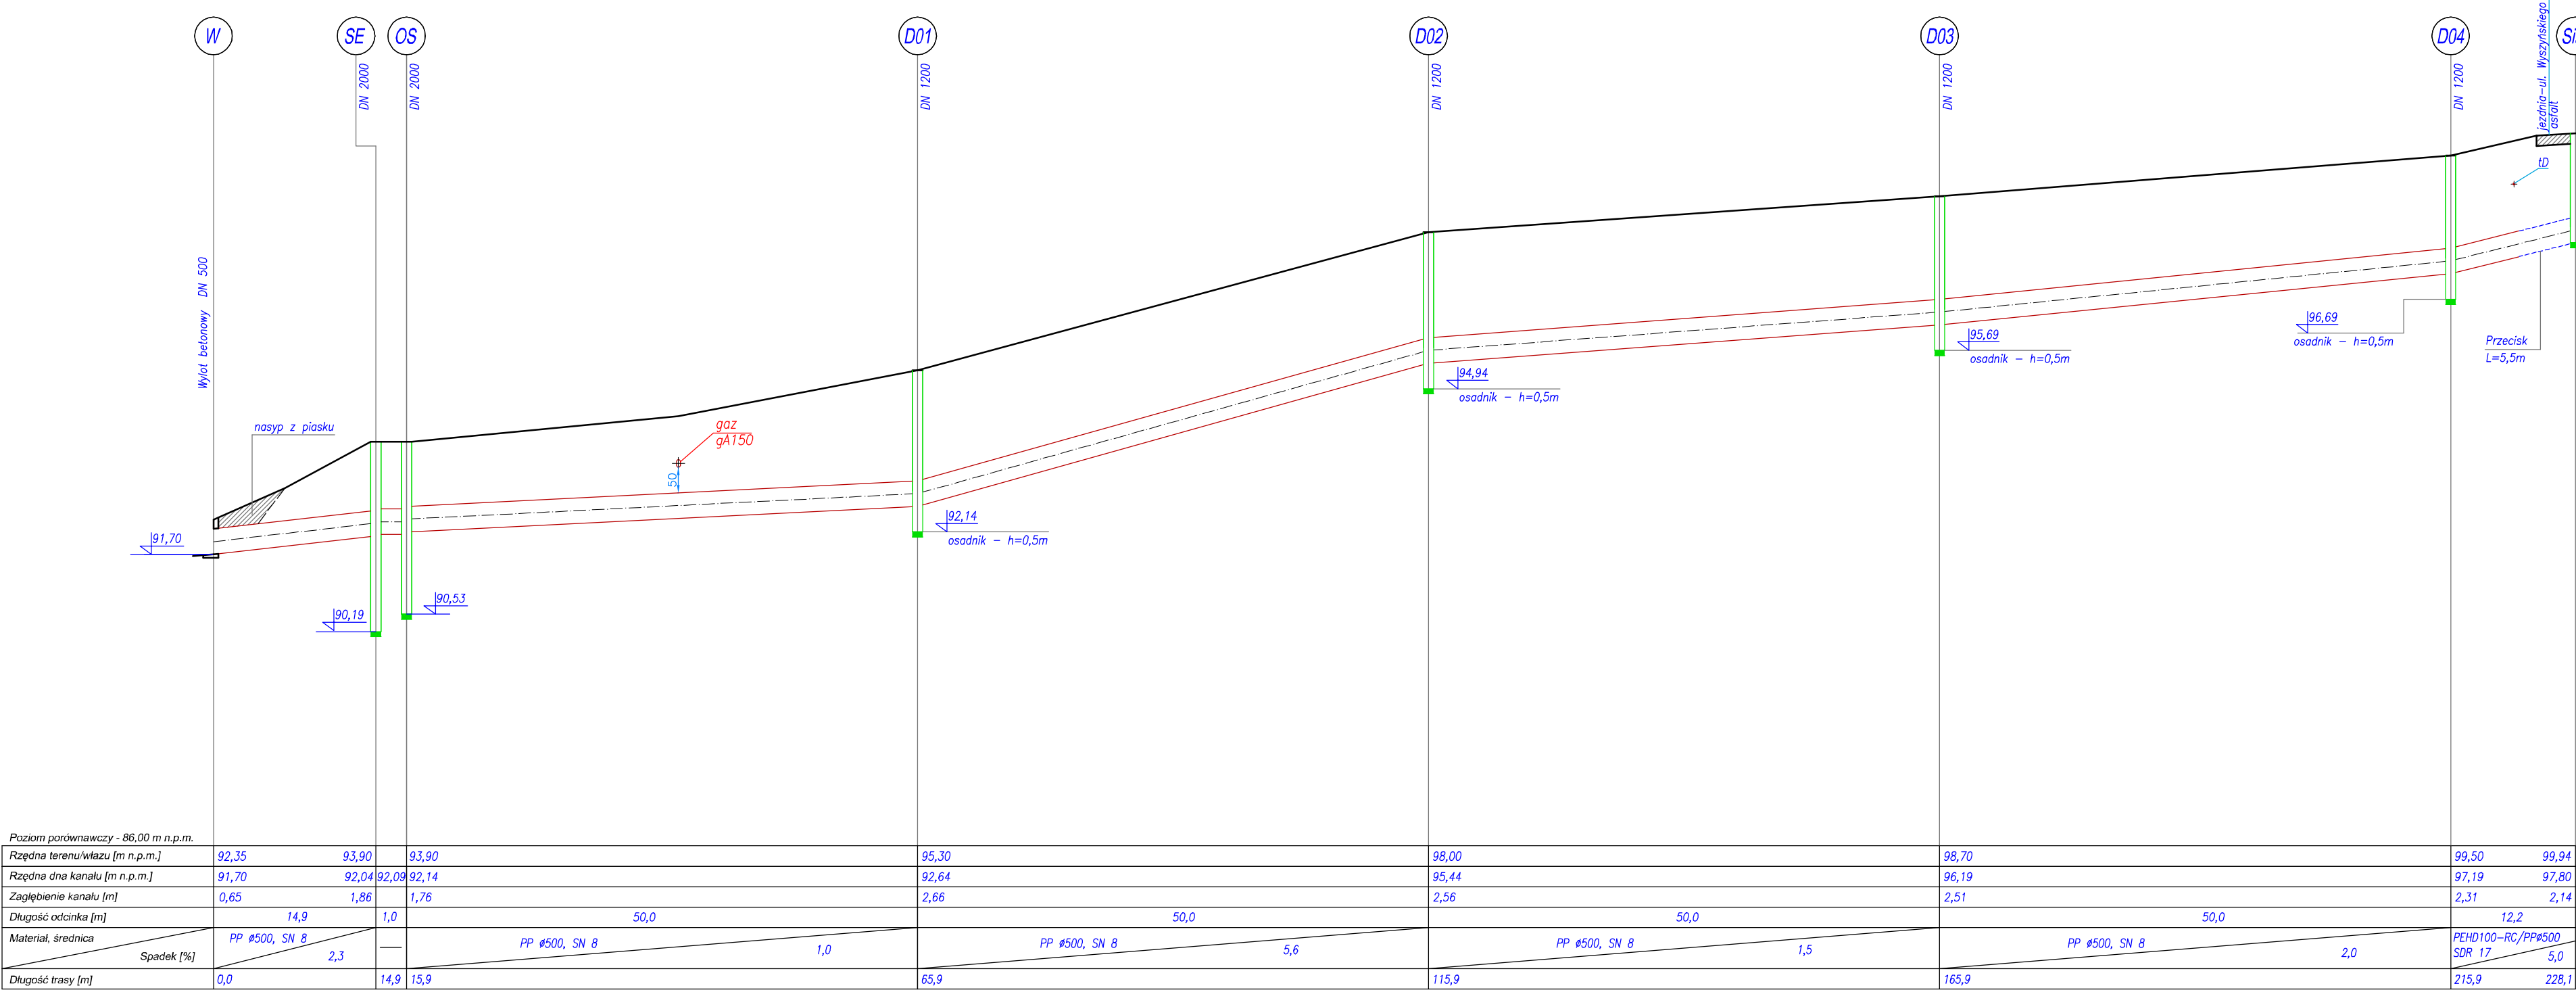 W
SE
OS
D01
D02
D03
D04
Si
DN 2000
DN 2000
DN 1200
DN 1200
DN 1200
DN 1200
jezdnia-ul. Wyszyńskiego
asfalt
tD
Wylot betonowy DN 500
nasyp z piasku
gaz
gA150
50
91,70
90,19
90,53
92,14
osadnik - h=0,5m
94,94
osadnik - h=0,5m
95,69
osadnik - h=0,5m
96,69
osadnik - h=0,5m
Przecisk
L=5,5m
Poziom porównawczy - 86,00 m n.p.m.
Rzędna terenu/włazu [m n.p.m.] 92,35 93,90 93,90 95,30 98,00 98,70 99,50 99,94
Rzędna dna kanału [m n.p.m.] 91,70 92,04 92,09 92,14 92,64 95,44 96,19 97,19 97,80
Zagłębienie kanału [m] 0,65 1,86 1,76 2,66 2,56 2,51 2,31 2,14
Długość odcinka [m] 14,9 1,0 50,0 50,0 50,0 50,0 12,2
Materiał, średnica PP ø500, SN 8 PP ø500, SN 8 PP ø500, SN 8 PP ø500, SN 8 PP ø500, SN 8 PEHD100-RC/PPø500
SDR 17
Spadek [%] 2,3 1,0 5,6 1,5 2,0 5,0
Długość trasy [m] 0,0 14,9 15,9 65,9 115,9 165,9 215,9 228,1